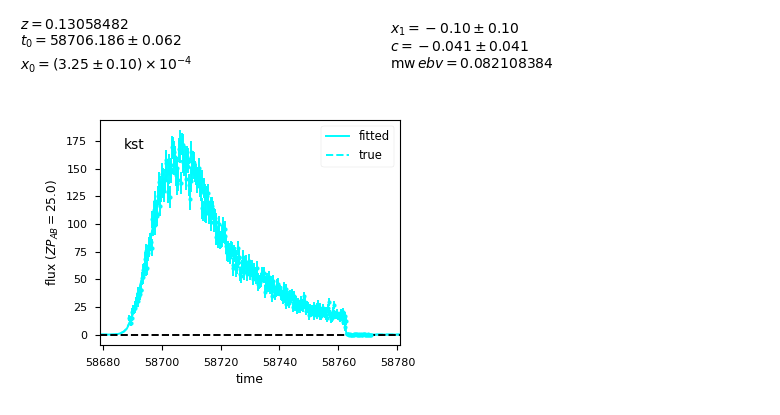 z = 0.13058482
t₀ = 58706.186 ± 0.062
x₀ = (3.25 ± 0.10) × 10⁻⁴
x₁ = −0.10 ± 0.10
c = −0.041 ± 0.041
mw ebv = 0.082108384
kst
fitted
true
175
150
125
100
75
50
25
0
flux (ZP_AB = 25.0)
58680 58700 58720 58740 58760 58780
time